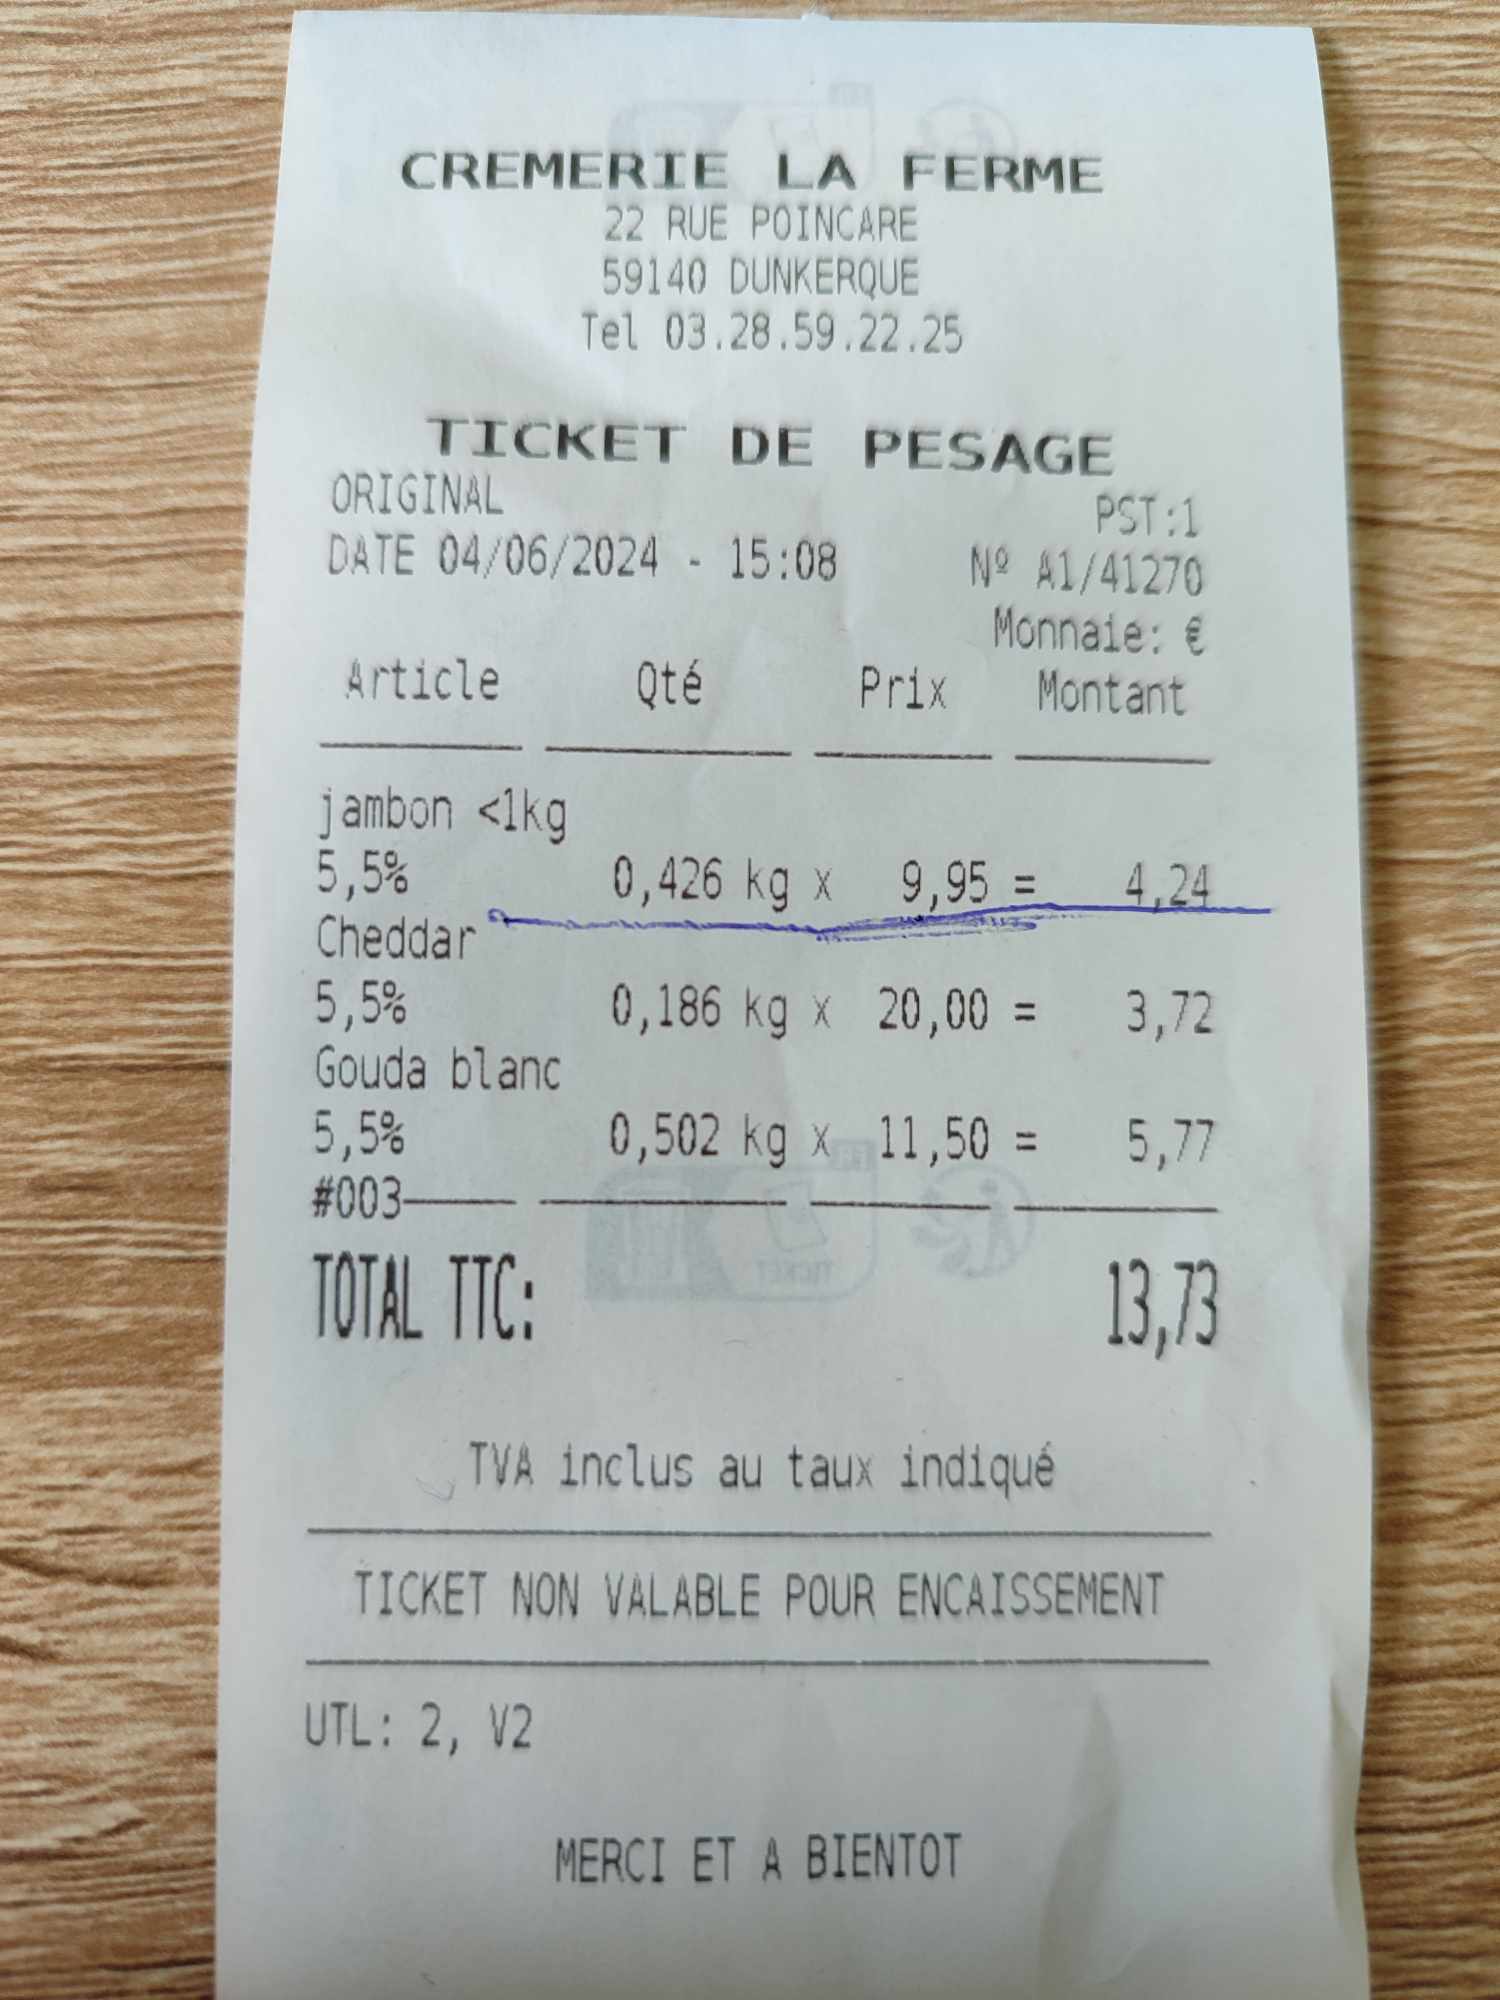 CREMERIE LA FERME
22 RUE POINCARE
59140 DUNKERQUE
Tel 03.28.59.22.25
TICKET DE PESAGE
ORIGINAL PST:1
DATE 04/06/2024 - 15:08 Nº A1/41270
Monnaie: €
Article Qté Prix Montant
jambon <1kg
5,5% 0,426 kg x 9,95 = 4,24
Cheddar
5,5% 0,186 kg x 20,00 = 3,72
Gouda blanc
5,5% 0,502 kg x 11,50 = 5,77
#003
TOTAL TTC: 13,73
TVA inclus au taux indiqué
TICKET NON VALABLE POUR ENCAISSEMENT
UTL: 2, V2
MERCI ET A BIENTOT